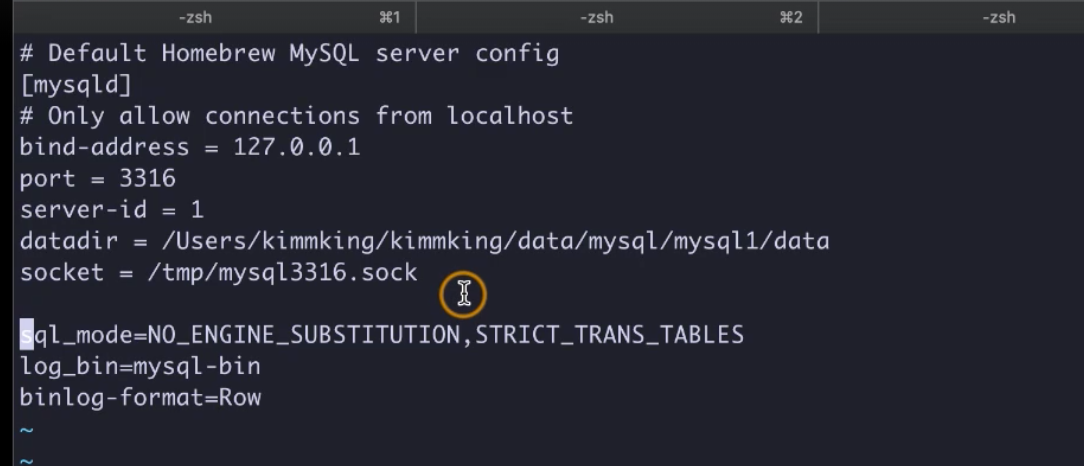 -zsh ⌘1 -zsh ⌘2 -zsh
# Default Homebrew MySQL server config
[mysqld]
# Only allow connections from localhost
bind-address = 127.0.0.1
port = 3316
server-id = 1
datadir = /Users/kimmking/kimmking/data/mysql/mysql1/data
socket = /tmp/mysql3316.sock
sql_mode=NO_ENGINE_SUBSTITUTION,STRICT_TRANS_TABLES
log_bin=mysql-bin
binlog-format=Row
~
~